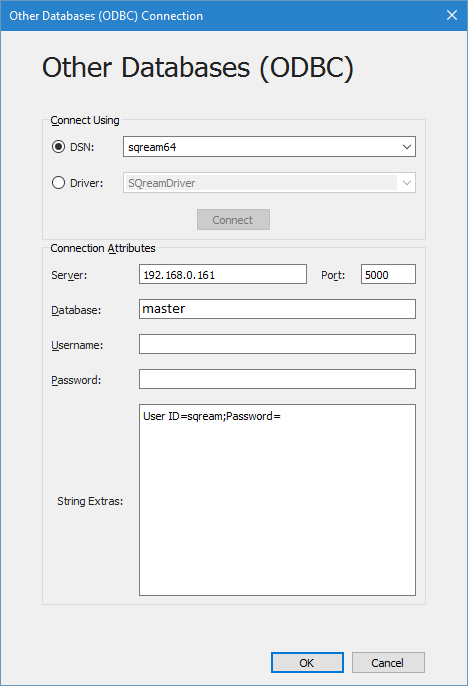 Other Databases (ODBC) Connection
Other Databases (ODBC)
Connect Using
DSN: sqream64
Driver: SQreamDriver
Connect
Connection Attributes
Server: 192.168.0.161 Port: 5000
Database: master
Username:
Password:
User ID=sqream;Password=
String Extras:
OK Cancel